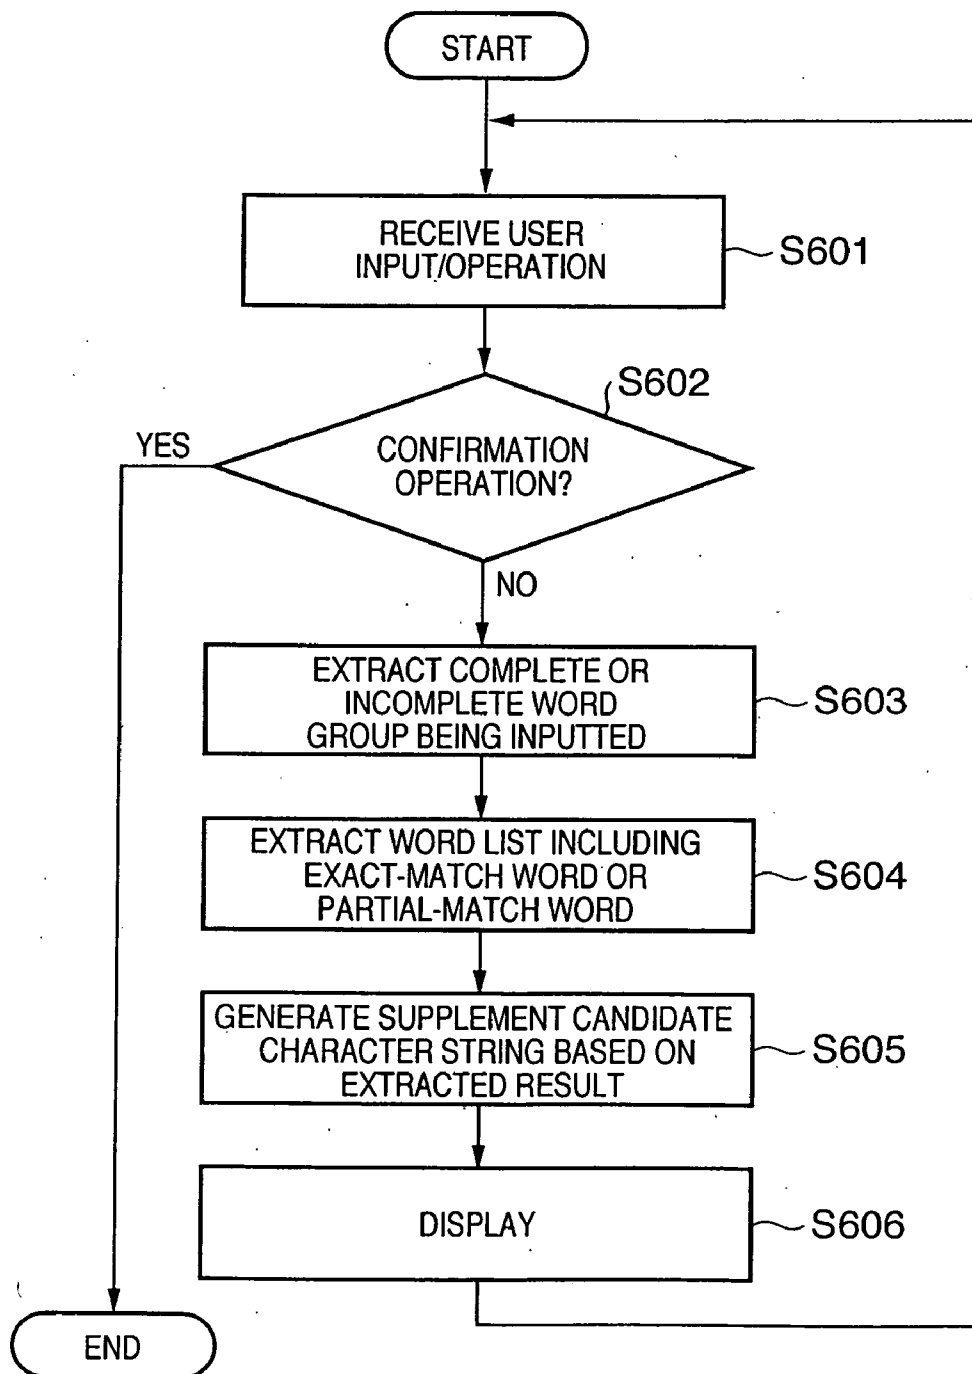 START
RECEIVE USER
INPUT/OPERATION
S601
S602
YES
CONFIRMATION
OPERATION?
NO
EXTRACT COMPLETE OR
INCOMPLETE WORD
GROUP BEING INPUTTED
S603
EXTRACT WORD LIST INCLUDING
EXACT-MATCH WORD OR
PARTIAL-MATCH WORD
S604
GENERATE SUPPLEMENT CANDIDATE
CHARACTER STRING BASED ON
EXTRACTED RESULT
S605
DISPLAY
S606
END